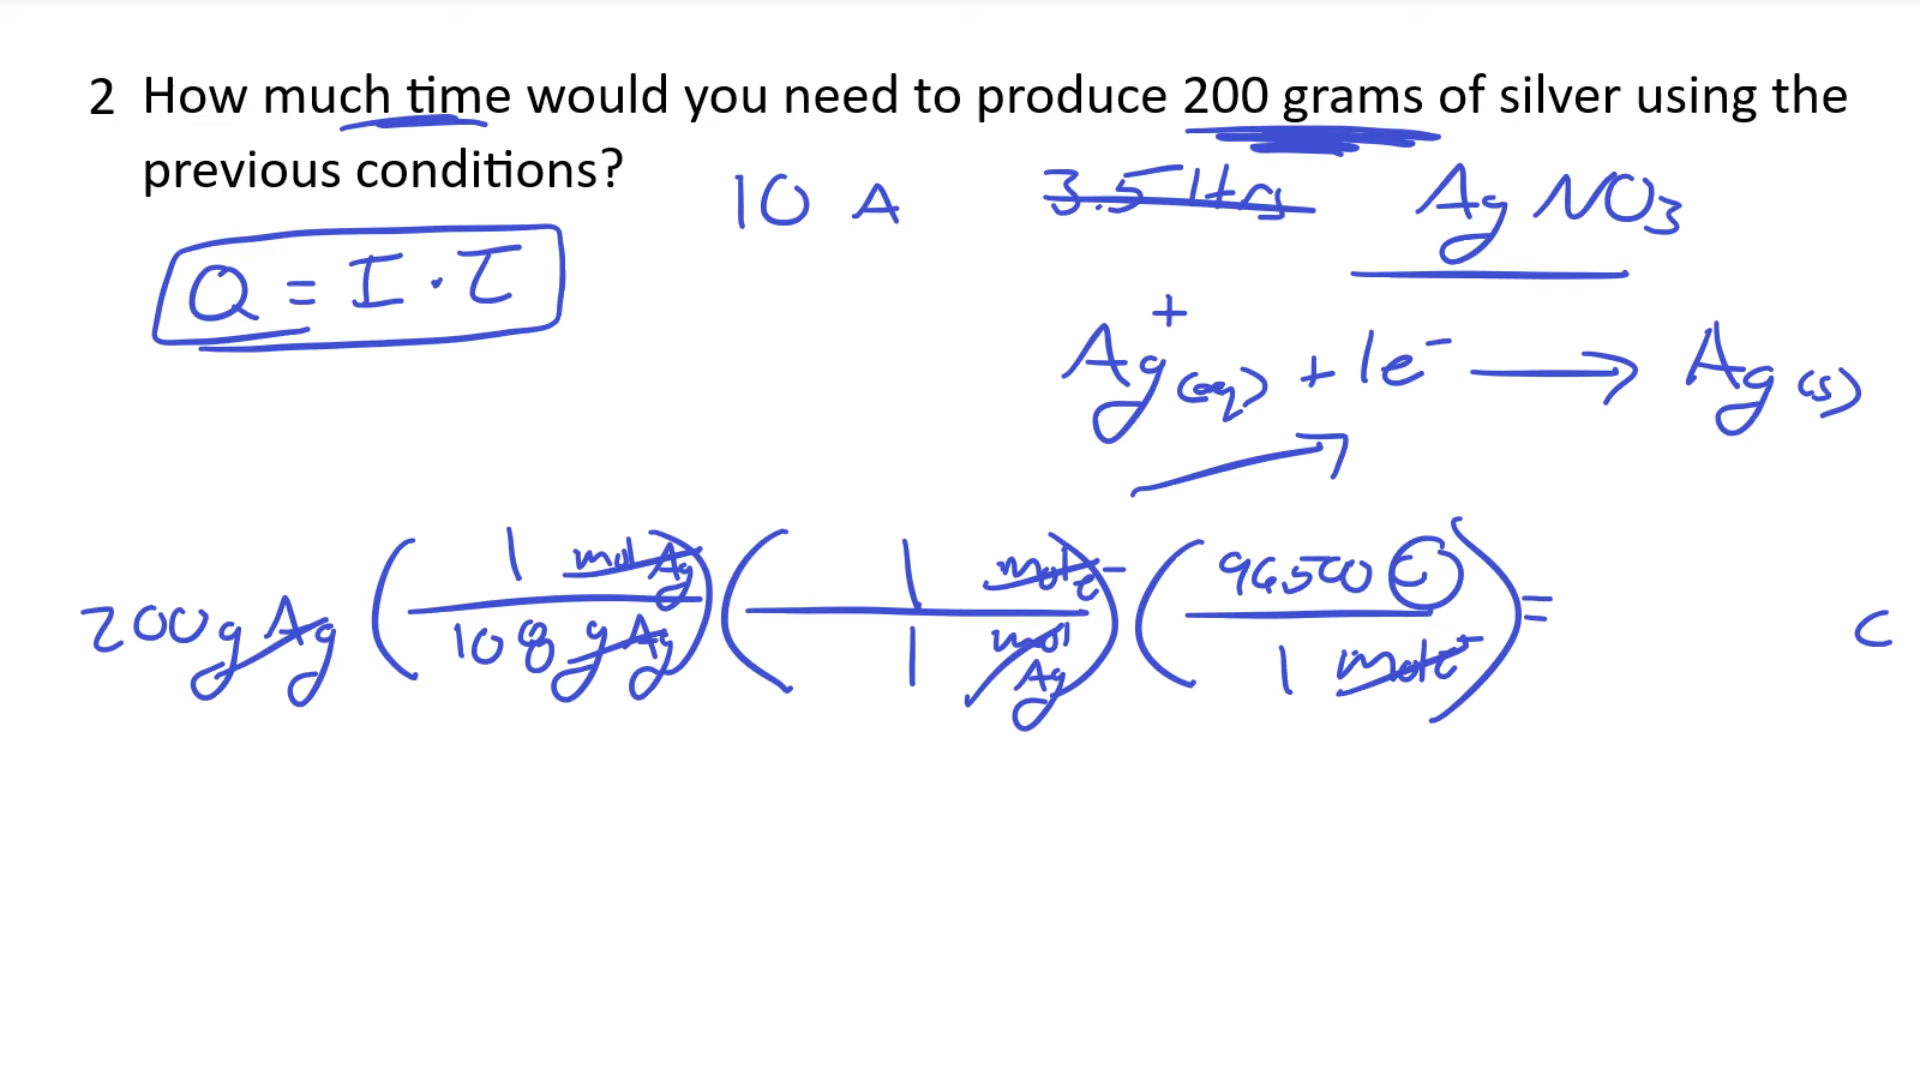 2 How much time would you need to produce 200 grams of silver using the
previous conditions?
10 A 3.5 Hrs AgNO3
Q = I · t
Ag+(aq) + 1e- → Ag(s)
200 g Ag (1 mol Ag / 108 g Ag) (1 mol e- / 1 mol Ag) (96500 C / 1 mol e-) = C